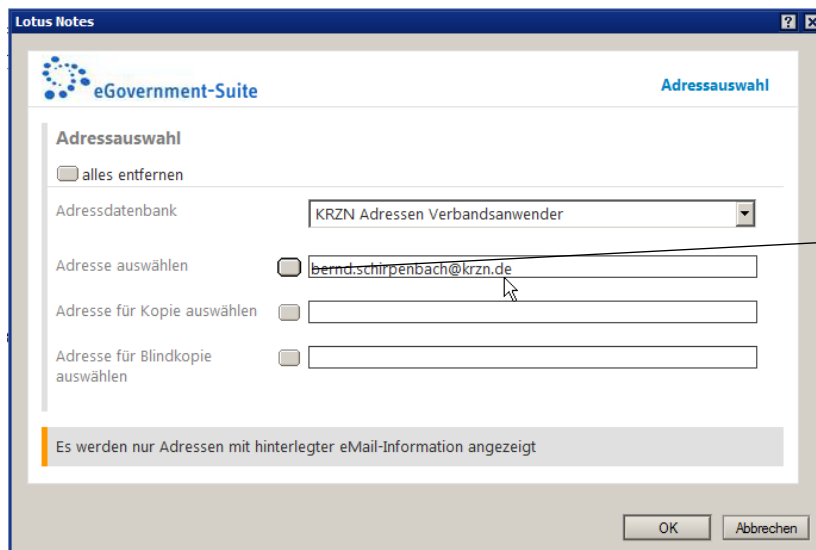 Lotus Notes
eGovernment-Suite
Adressauswahl
Adressauswahl
alles entfernen
Adressdatenbank
KRZN Adressen Verbandsanwender
Adresse auswählen
bernd.schirpenbach@krzn.de
Adresse für Kopie auswählen
Adresse für Blindkopie
auswählen
Es werden nur Adressen mit hinterlegter eMail-Information angezeigt
OK
Abbrechen